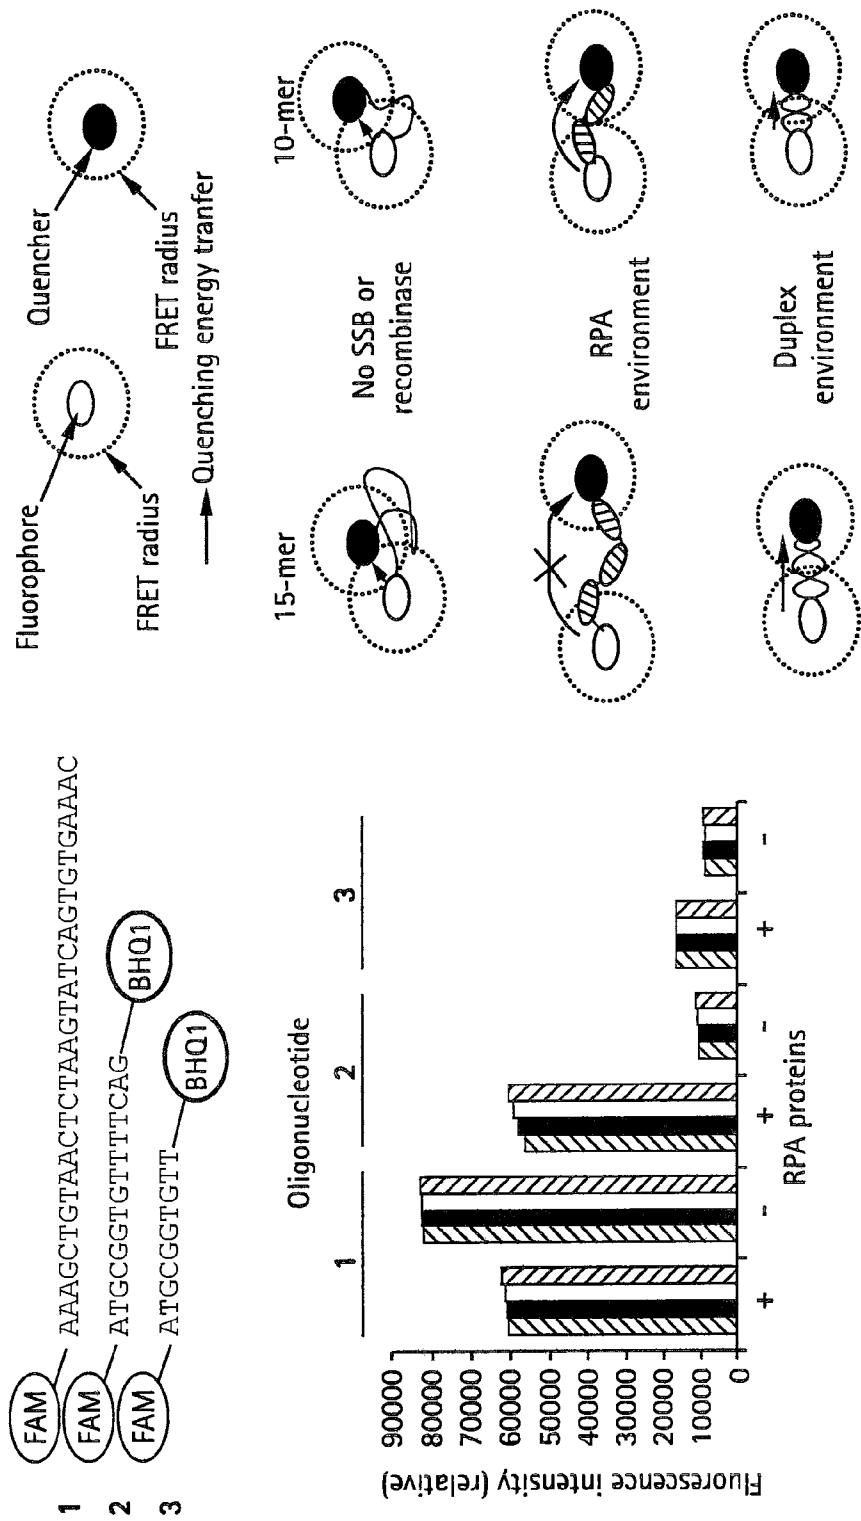 1 FAM AAAGCTGTAACTCTAAGTATCAGTGTGAAAC
2 FAM ATGCGGTGTTTTCAG BHQ1
3 FAM ATGCGGTGTT BHQ1
Oligonucleotide
1 2 3
Fluorescence intensity (relative)
90000
80000
70000
60000
50000
40000
30000
20000
10000
0
+ - + - + -
RPA proteins
Fluorophore
Quencher
FRET radius
FRET radius
Quenching energy tranfer
15-mer
10-mer
No SSB or
recombinase
RPA
environment
Duplex
environment